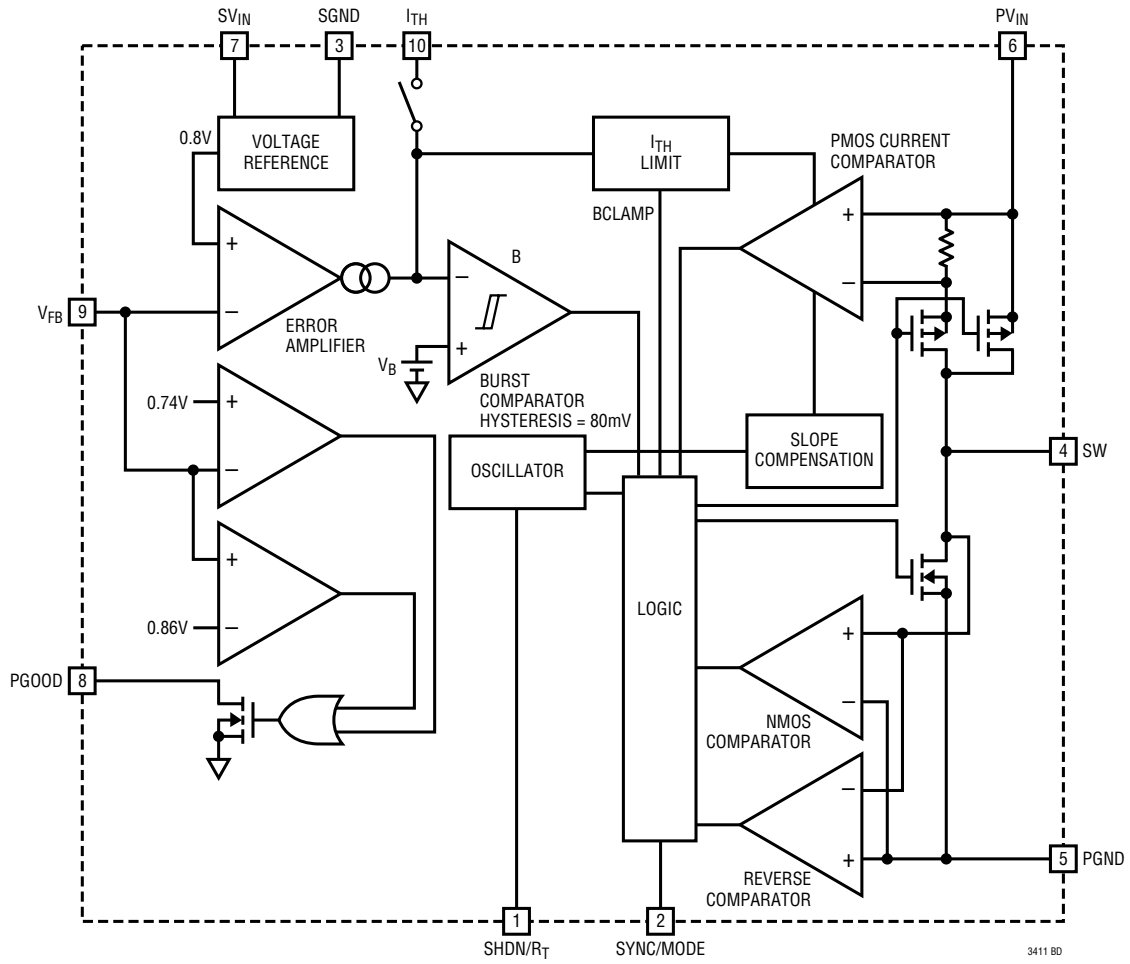 SVIN SGND ITH PVIN
7 3 10 6
0.8V
VOLTAGE
REFERENCE
ITH
LIMIT
PMOS CURRENT
COMPARATOR
BCLAMP
+
+
B
−
−
VFB 9
−
ERROR
AMPLIFIER
VB
+
BURST
COMPARATOR
HYSTERESIS = 80mV
0.74V
+
−
OSCILLATOR
SLOPE
COMPENSATION
4 SW
+
0.86V
−
LOGIC
+
−
NMOS
COMPARATOR
PGOOD 8
−
+
5 PGND
REVERSE
COMPARATOR
1 2
SHDN/RT SYNC/MODE
3411 BD